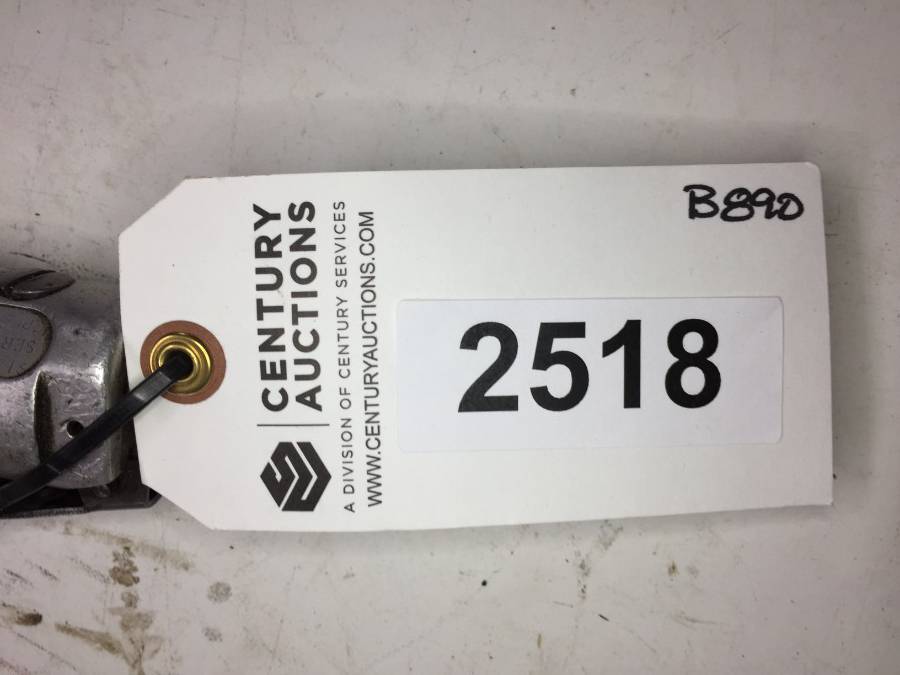 CENTURY
AUCTIONS
A DIVISION OF CENTURY SERVICES
WWW.CENTURYAUCTIONS.COM
B890
2518